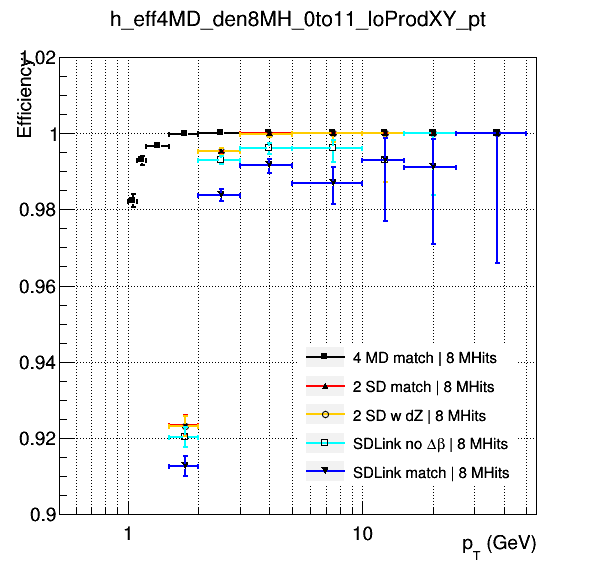 h_eff4MD_den8MH_0to11_loProdXY_pt
Efficiency
1.02
1
0.98
0.96
0.94
0.92
0.9
4 MD match | 8 MHits
2 SD match | 8 MHits
2 SD w dZ | 8 MHits
SDLink no Δβ | 8 MHits
SDLink match | 8 MHits
1
10
p_T (GeV)